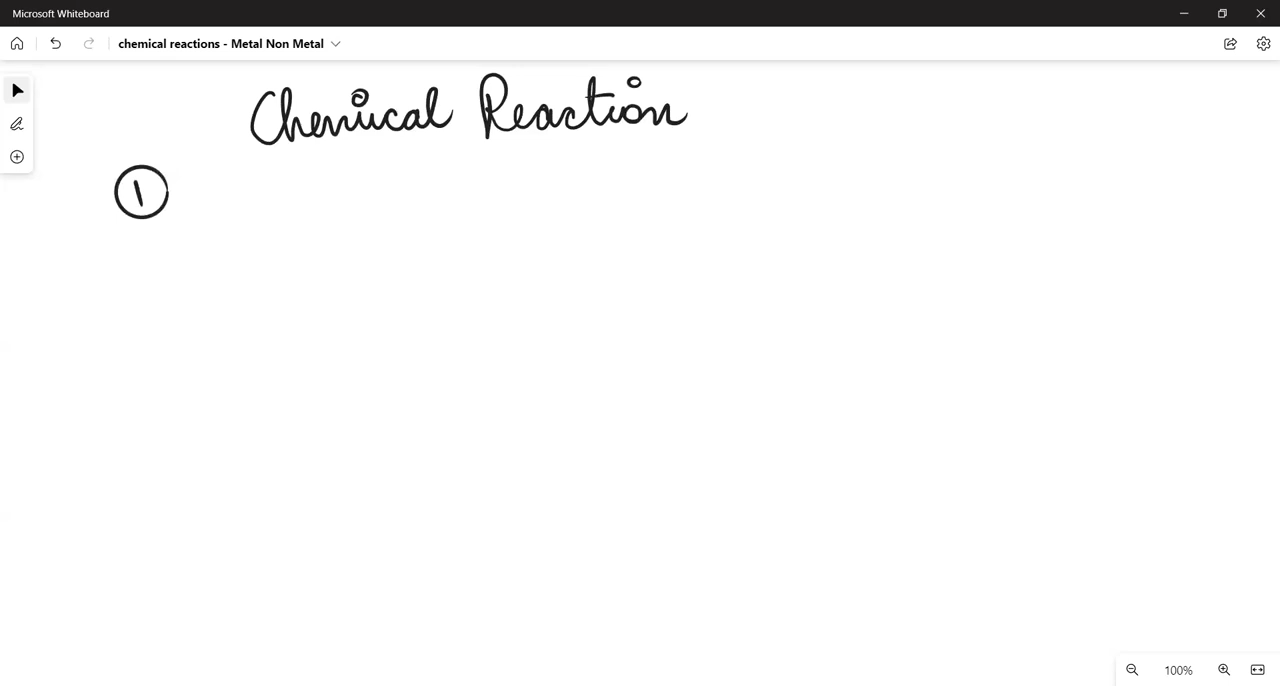 Microsoft Whiteboard
chemical reactions - Metal Non Metal
Chemical Reaction
1
100%